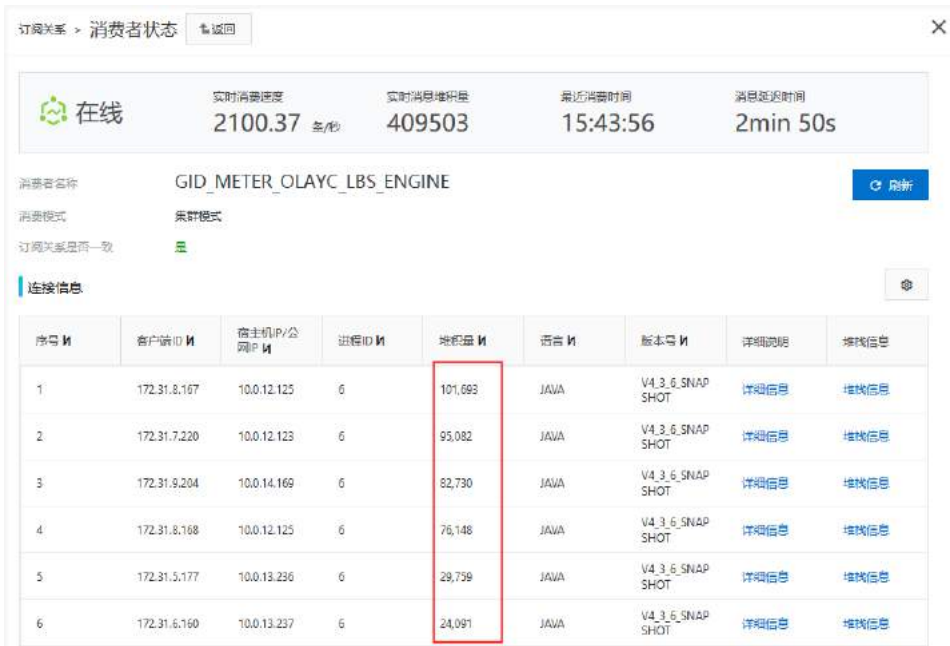 订阅关系 > 消费者状态 返回
在线
实时消费速度 实时消息堆积量 最近消费时间 消息延迟时间
2100.37 条/秒 409503 15:43:56 2min 50s
消费者名称 GID_METER_OLAYC_LBS_ENGINE 刷新
消费模式 集群模式
订阅关系是否一致 是
连接信息
序号 客户端ID 宿主机IP/公网IP 进程ID 堆积量 语言 版本号 详细说明 堆栈信息
1 172.31.8.167 10.0.12.125 6 101,693 JAVA V4_3_6_SNAPSHOT 详细信息 堆栈信息
2 172.31.7.220 10.0.12.123 6 95,082 JAVA V4_3_6_SNAPSHOT 详细信息 堆栈信息
3 172.31.9.204 10.0.14.169 6 82,730 JAVA V4_3_6_SNAPSHOT 详细信息 堆栈信息
4 172.31.8.168 10.0.12.125 6 76,148 JAVA V4_3_6_SNAPSHOT 详细信息 堆栈信息
5 172.31.5.177 10.0.13.236 6 29,759 JAVA V4_3_6_SNAPSHOT 详细信息 堆栈信息
6 172.31.6.160 10.0.13.237 6 24,091 JAVA V4_3_6_SNAPSHOT 详细信息 堆栈信息